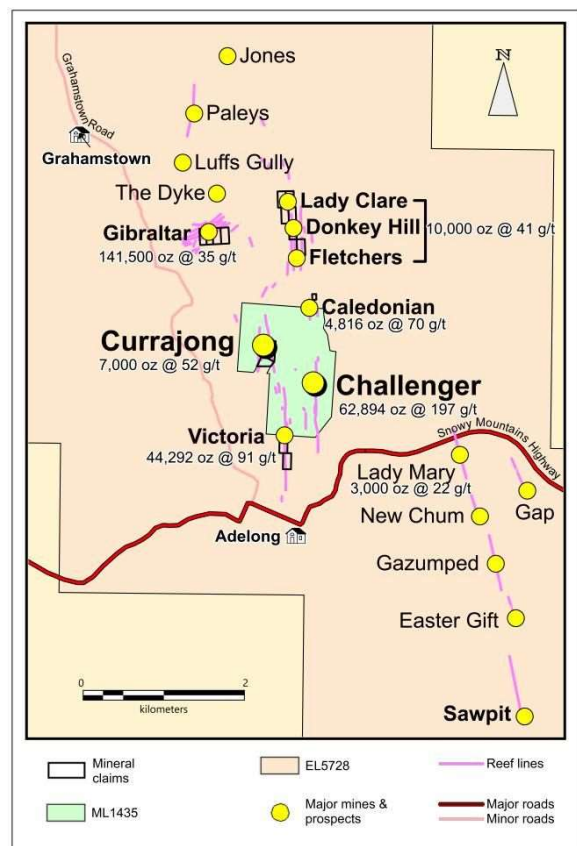 Jones
Grahamstown Road
Paleys
Grahamstown
Luffs Gully
The Dyke
Lady Clare
Donkey Hill
10,000 oz @ 41 g/t
Gibraltar
141,500 oz @ 35 g/t
Fletchers
Caledonian
4,816 oz @ 70 g/t
Currajong
7,000 oz @ 52 g/t
Challenger
62,894 oz @ 197 g/t
Victoria
44,292 oz @ 91 g/t
Snowy Mountains
Highway
Lady Mary
3,000 oz @ 22 g/t
Gap
New Chum
Adelong
Gazumped
Easter Gift
Sawpit
N
0 2
kilometers
Mineral
claims
EL5728
Reef lines
ML1435
Major mines &
prospects
Major roads
Minor roads